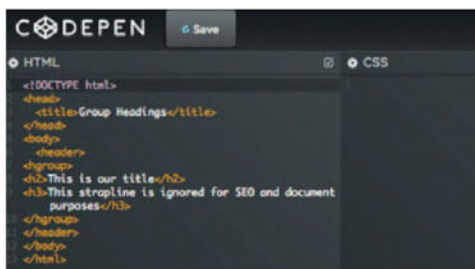 CODEPEN
Save
HTML
CSS
<!DOCTYPE html>
<head>
<title>Group Headings</title>
</head>
<body>
<header>
<hgroup>
<h2>This is our title</h2>
<h3>This strapline is ignored for SEO and document
purposes</h3>
</hgroup>
</header>
</body>
</html>